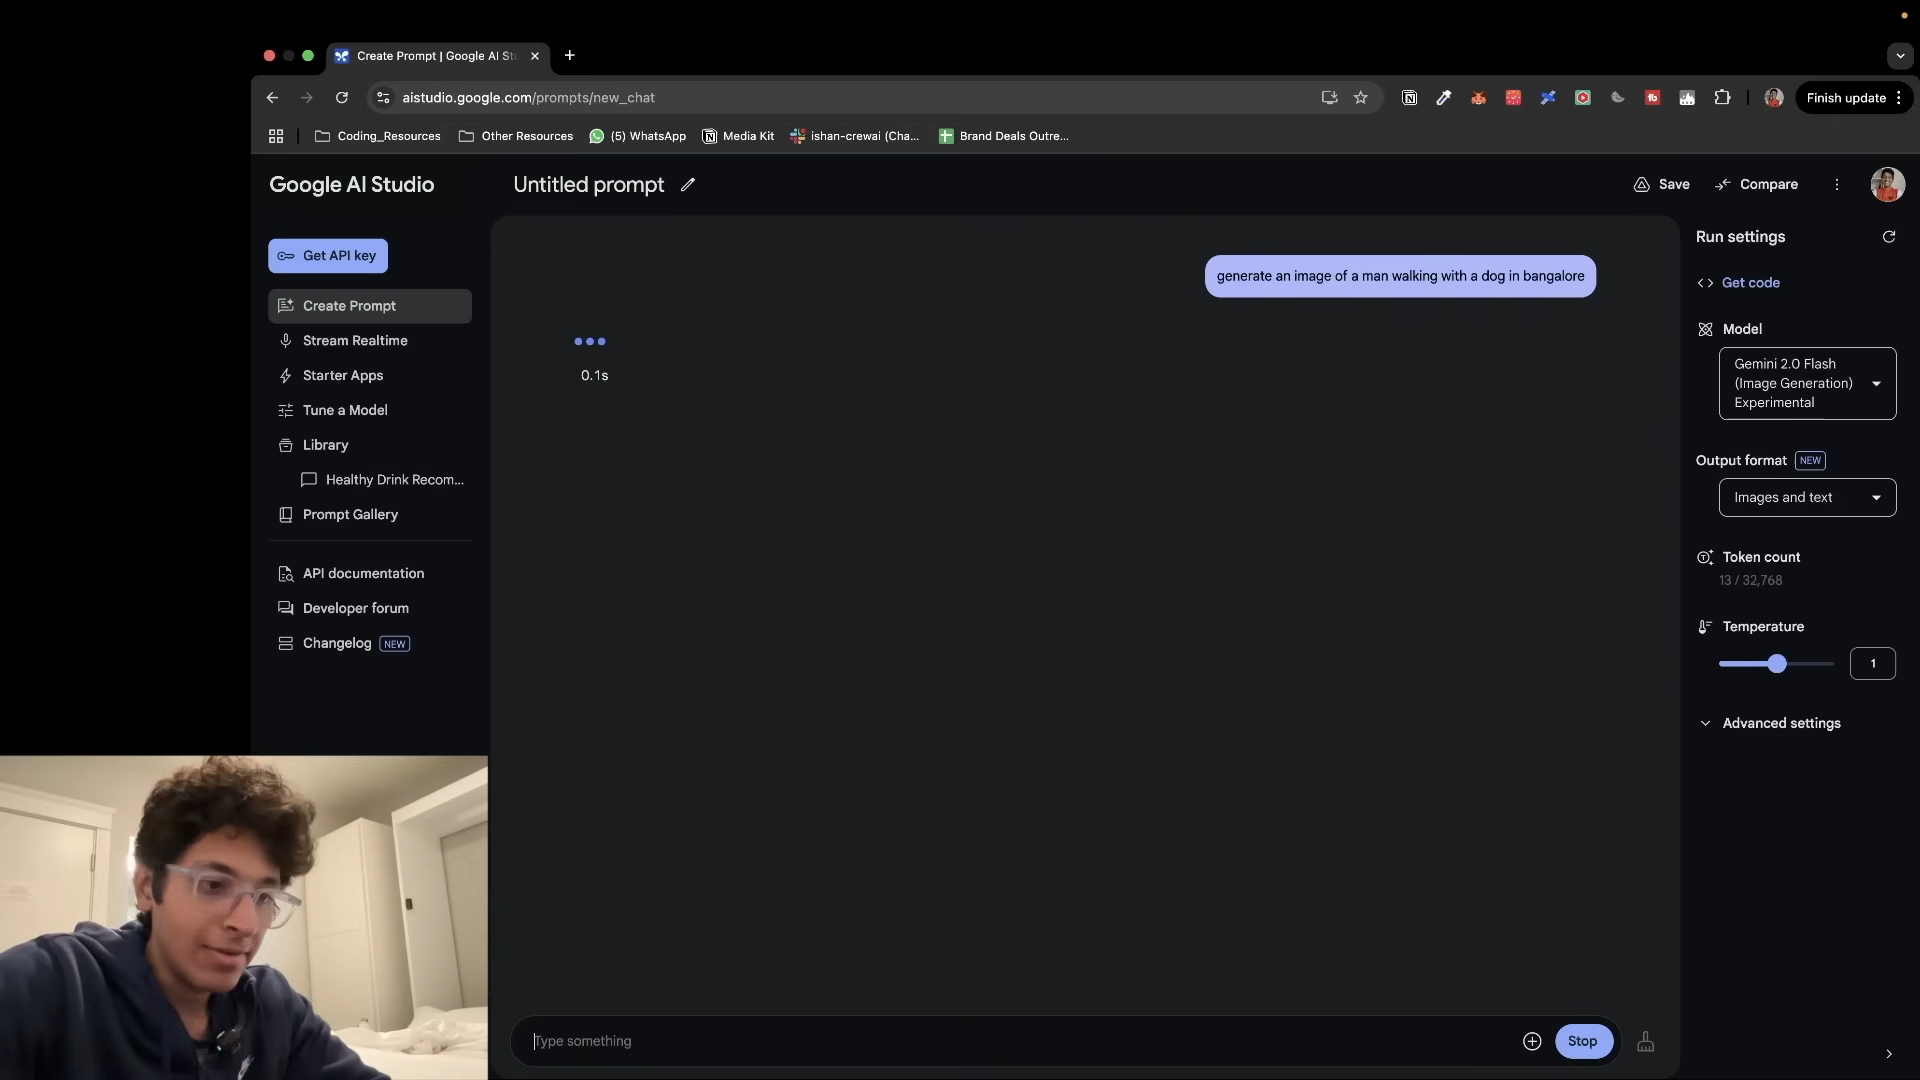 Create Prompt | Google AI St
aistudio.google.com/prompts/new_chat
Finish update
Coding_Resources
Other Resources
(5) WhatsApp
Media Kit
ishan-crewai (Cha...
Brand Deals Outre...
Google AI Studio
Untitled prompt
Save
Compare
Get API key
Create Prompt
Stream Realtime
Starter Apps
Tune a Model
Library
Healthy Drink Recom...
Prompt Gallery
API documentation
Developer forum
Changelog NEW
generate an image of a man walking with a dog in bangalore
0.1s
Type something
Stop
Run settings
Get code
Model
Gemini 2.0 Flash
(Image Generation)
Experimental
Output format NEW
Images and text
Token count
13 / 32,768
Temperature
1
Advanced settings